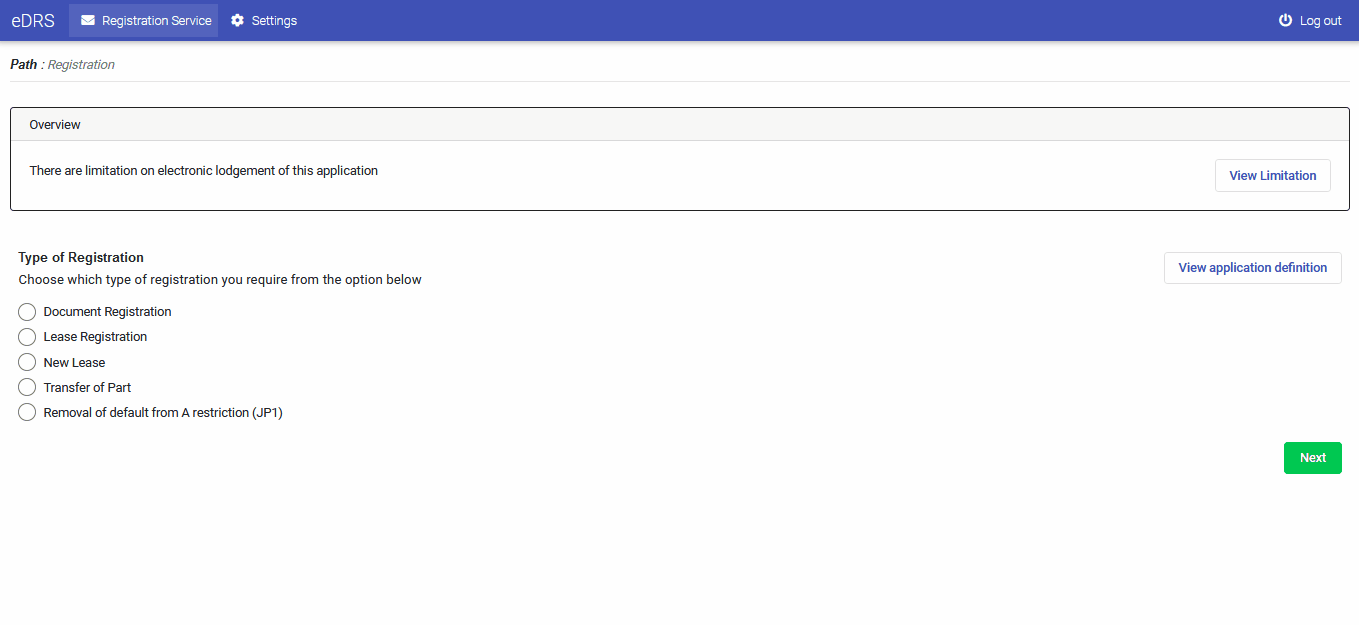 eDRS Registration Service Settings Log out
Path : Registration
Overview
There are limitation on electronic lodgement of this application View Limitation
Type of Registration
Choose which type of registration you require from the option below
View application definition
Document Registration
Lease Registration
New Lease
Transfer of Part
Removal of default from A restriction (JP1)
Next